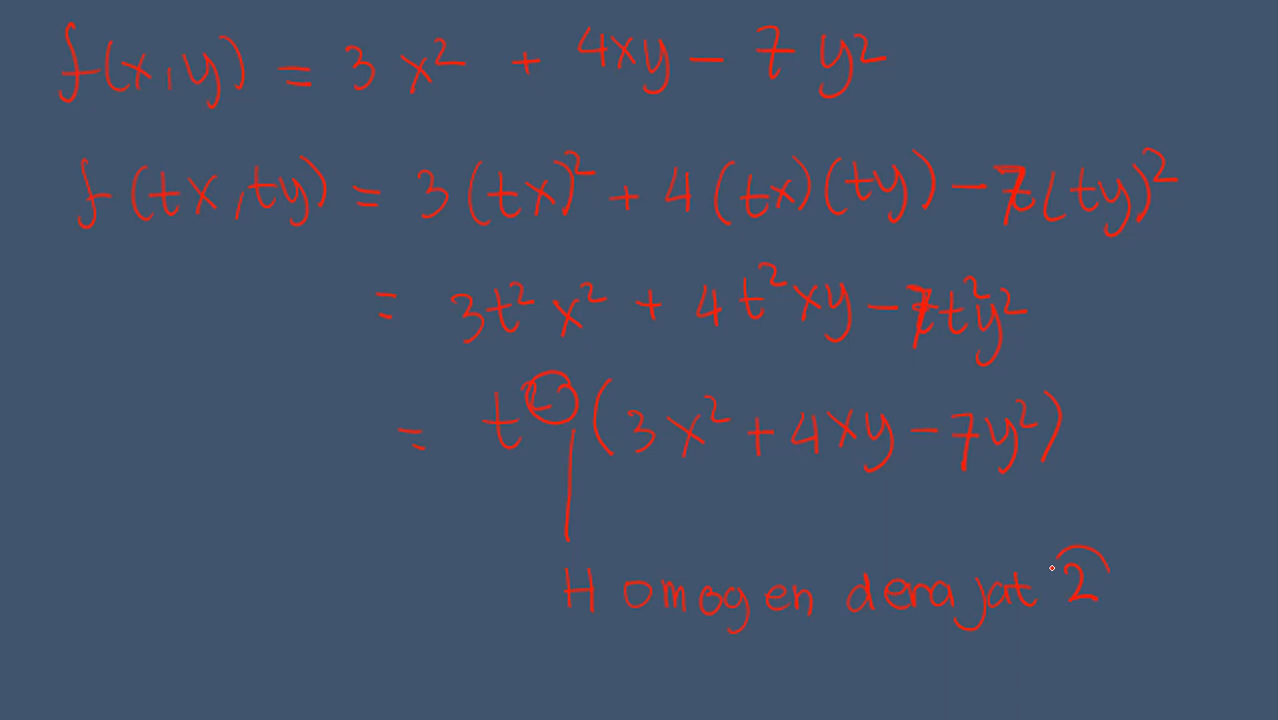 f(x,y) = 3x² + 4xy - 7y²
f(tx,ty) = 3(tx)² + 4(tx)(ty) - 7(ty)²
= 3t²x² + 4t²xy - 7t²y²
= t²(3x² + 4xy - 7y²)
Homogen derajat 2